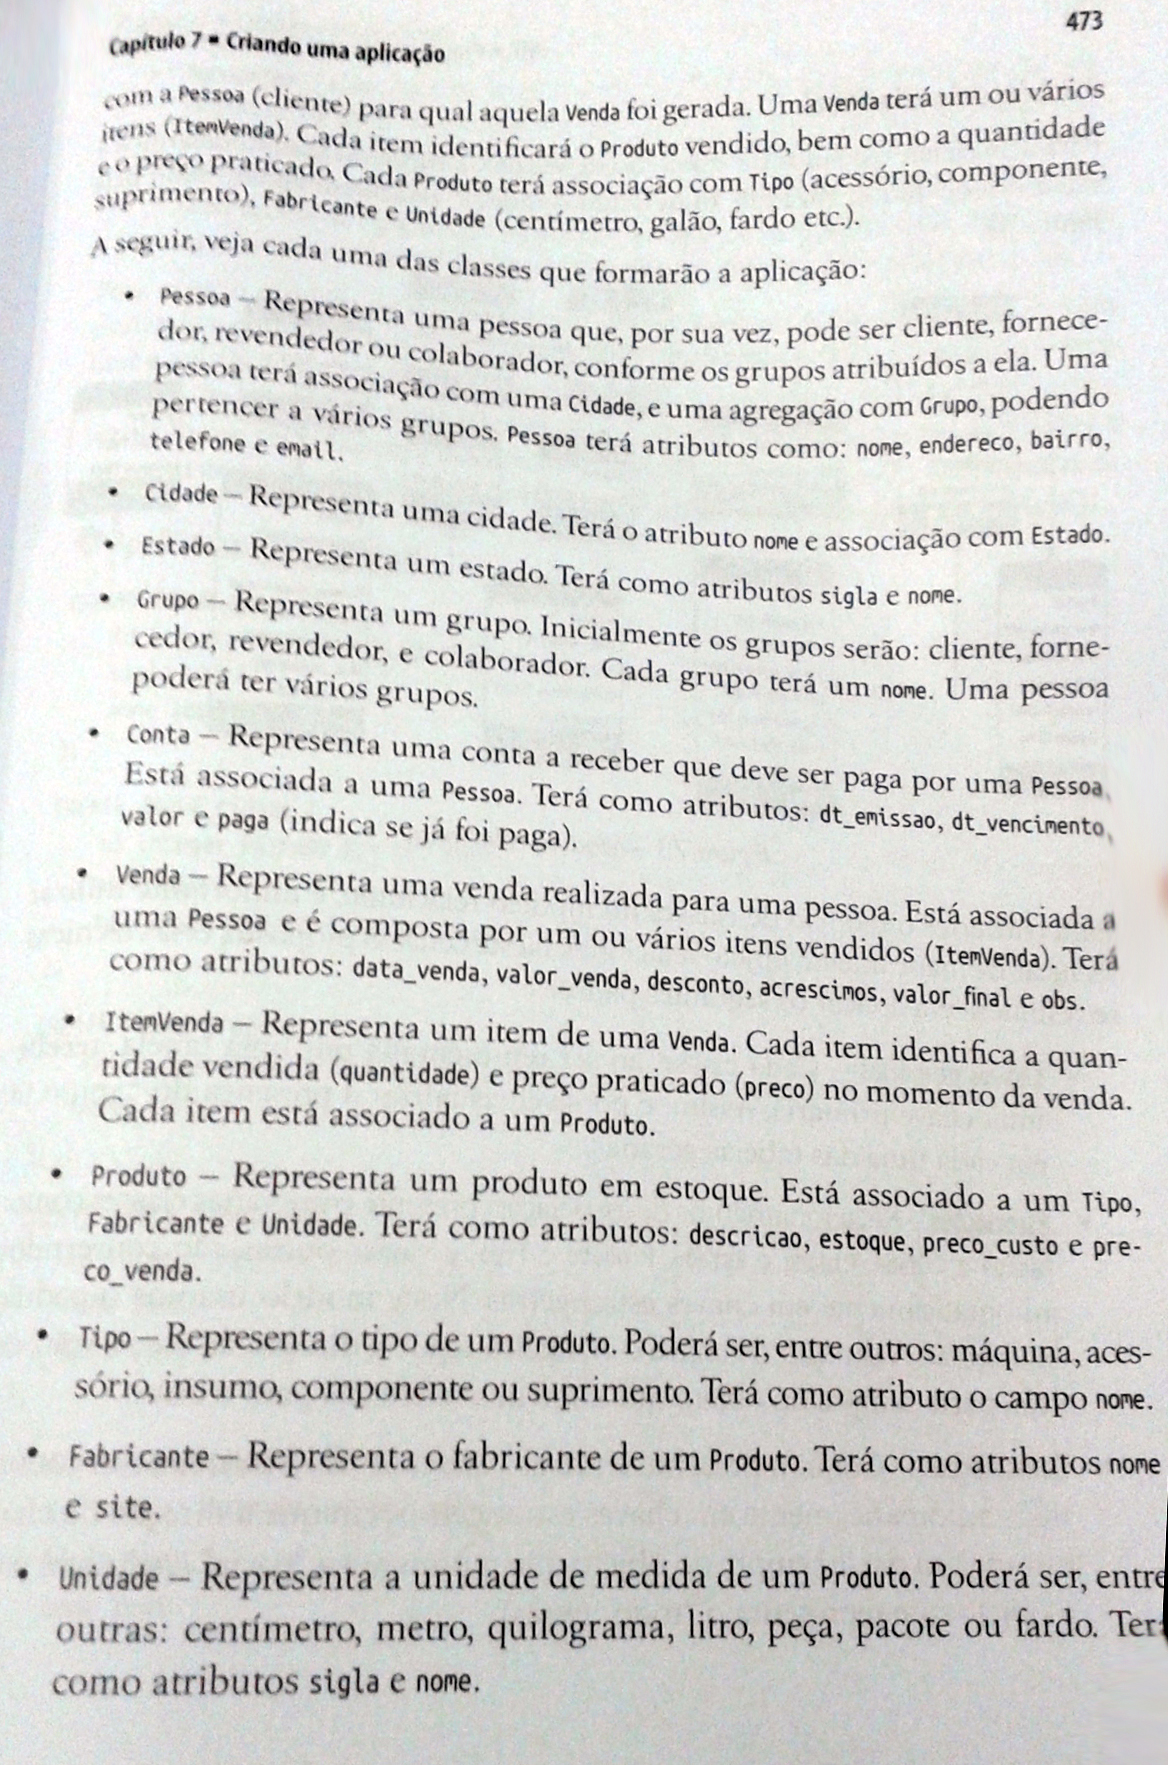 473
Capítulo 7 ▪ Criando uma aplicação
com a Pessoa (cliente) para qual aquela Venda foi gerada. Uma Venda terá um ou vários
itens (ItemVenda). Cada item identificará o Produto vendido, bem como a quantidade
e o preço praticado. Cada Produto terá associação com Tipo (acessório, componente,
suprimento), Fabricante e Unidade (centímetro, galão, fardo etc.).
A seguir, veja cada uma das classes que formarão a aplicação:
• Pessoa – Representa uma pessoa que, por sua vez, pode ser cliente, fornece-
dor, revendedor ou colaborador, conforme os grupos atribuídos a ela. Uma
pessoa terá associação com uma Cidade, e uma agregação com Grupo, podendo
pertencer a vários grupos. Pessoa terá atributos como: nome, endereco, bairro,
telefone e email.
• Cidade – Representa uma cidade. Terá o atributo nome e associação com Estado.
• Estado – Representa um estado. Terá como atributos sigla e nome.
• Grupo – Representa um grupo. Inicialmente os grupos serão: cliente, forne-
cedor, revendedor, e colaborador. Cada grupo terá um nome. Uma pessoa
poderá ter vários grupos.
• Conta – Representa uma conta a receber que deve ser paga por uma Pessoa.
Está associada a uma Pessoa. Terá como atributos: dt_emissao, dt_vencimento,
valor e paga (indica se já foi paga).
• Venda – Representa uma venda realizada para uma pessoa. Está associada a
uma Pessoa e é composta por um ou vários itens vendidos (ItemVenda). Terá
como atributos: data_venda, valor_venda, desconto, acrescimos, valor_final e obs.
• ItemVenda – Representa um item de uma Venda. Cada item identifica a quan-
tidade vendida (quantidade) e preço praticado (preco) no momento da venda.
Cada item está associado a um Produto.
• Produto – Representa um produto em estoque. Está associado a um Tipo,
Fabricante e Unidade. Terá como atributos: descricao, estoque, preco_custo e pre-
co_venda.
• Tipo – Representa o tipo de um Produto. Poderá ser, entre outros: máquina, aces-
sório, insumo, componente ou suprimento. Terá como atributo o campo nome.
• Fabricante – Representa o fabricante de um Produto. Terá como atributos nome
e site.
• Unidade – Representa a unidade de medida de um Produto. Poderá ser, entre
outras: centímetro, metro, quilograma, litro, peça, pacote ou fardo. Terá
como atributos sigla e nome.